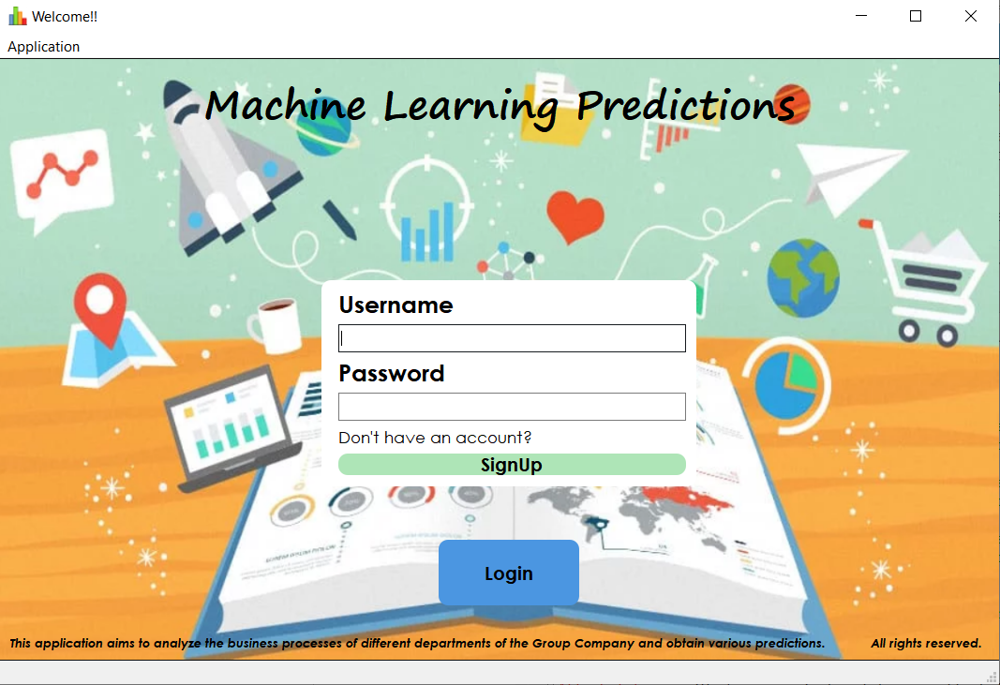 Welcome!!
Application
Machine Learning Predictions
Username
Password
Don't have an account?
SignUp
Login
This application aims to analyze the business processes of different departments of the Group Company and obtain various predictions. All rights reserved.